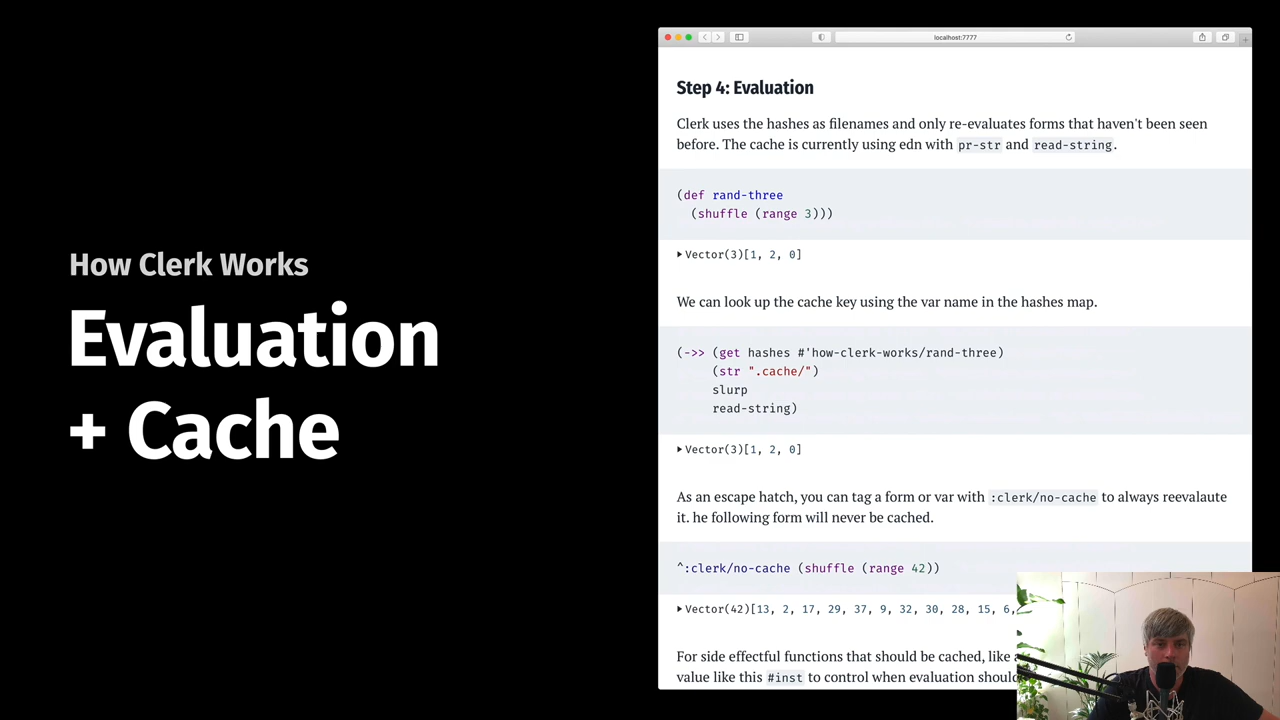 How Clerk Works
Evaluation
+ Cache
localhost:7777
Step 4: Evaluation
Clerk uses the hashes as filenames and only re-evaluates forms that haven't been seen
before. The cache is currently using edn with pr-str and read-string.
(def rand-three
(shuffle (range 3)))
Vector(3)[1, 2, 0]
We can look up the cache key using the var name in the hashes map.
(->> (get hashes #'how-clerk-works/rand-three)
(str ".cache/")
slurp
read-string)
Vector(3)[1, 2, 0]
As an escape hatch, you can tag a form or var with :clerk/no-cache to always reevalaute
it. he following form will never be cached.
^:clerk/no-cache (shuffle (range 42))
Vector(42)[13, 2, 17, 29, 37, 9, 32, 30, 28, 15, 6,
For side effectful functions that should be cached, like
value like this #inst to control when evaluation